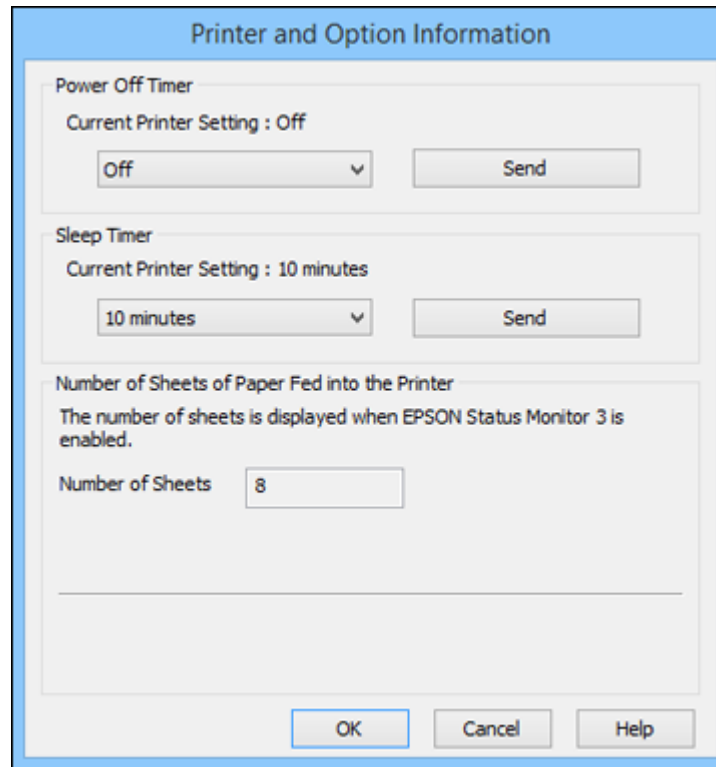 Printer and Option Information
Power Off Timer
Current Printer Setting : Off
Off Send
Sleep Timer
Current Printer Setting : 10 minutes
10 minutes Send
Number of Sheets of Paper Fed into the Printer
The number of sheets is displayed when EPSON Status Monitor 3 is
enabled.
Number of Sheets 8
OK Cancel Help